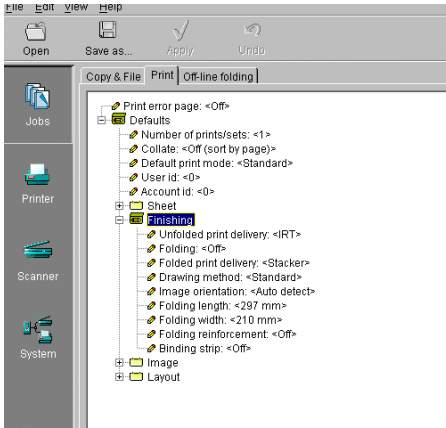 File Edit View Help
Open Save as... Apply Undo
Copy & File Print Off-line folding
Jobs
Printer
Scanner
System
Print error page: <Off>
Defaults
Number of prints/sets: <1>
Collate: <Off (sort by page)>
Default print mode: <Standard>
User id: <0>
Account id: <0>
Sheet
Finishing
Unfolded print delivery: <IRT>
Folding: <Off>
Folded print delivery: <Stacker>
Drawing method: <Standard>
Image orientation: <Auto detect>
Folding length: <297 mm>
Folding width: <210 mm>
Folding reinforcement: <Off>
Binding strip: <Off>
Image
Layout